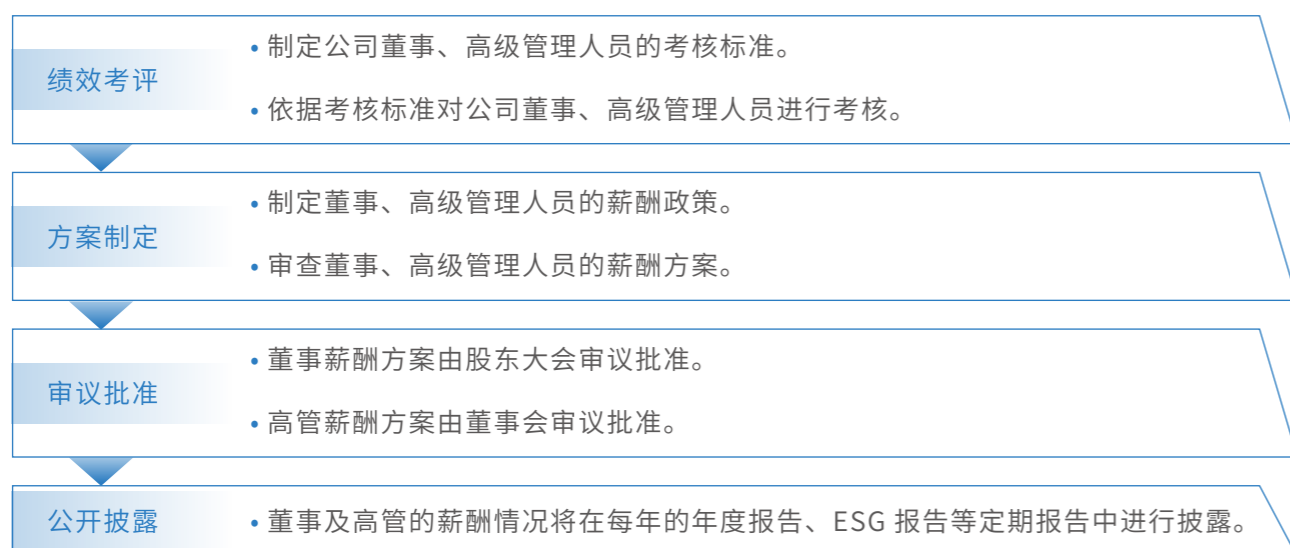 绩效考评
• 制定公司董事、高级管理人员的考核标准。
• 依据考核标准对公司董事、高级管理人员进行考核。
方案制定
• 制定董事、高级管理人员的薪酬政策。
• 审查董事、高级管理人员的薪酬方案。
审议批准
• 董事薪酬方案由股东大会审议批准。
• 高管薪酬方案由董事会审议批准。
公开披露
• 董事及高管的薪酬情况将在每年的年度报告、ESG 报告等定期报告中进行披露。